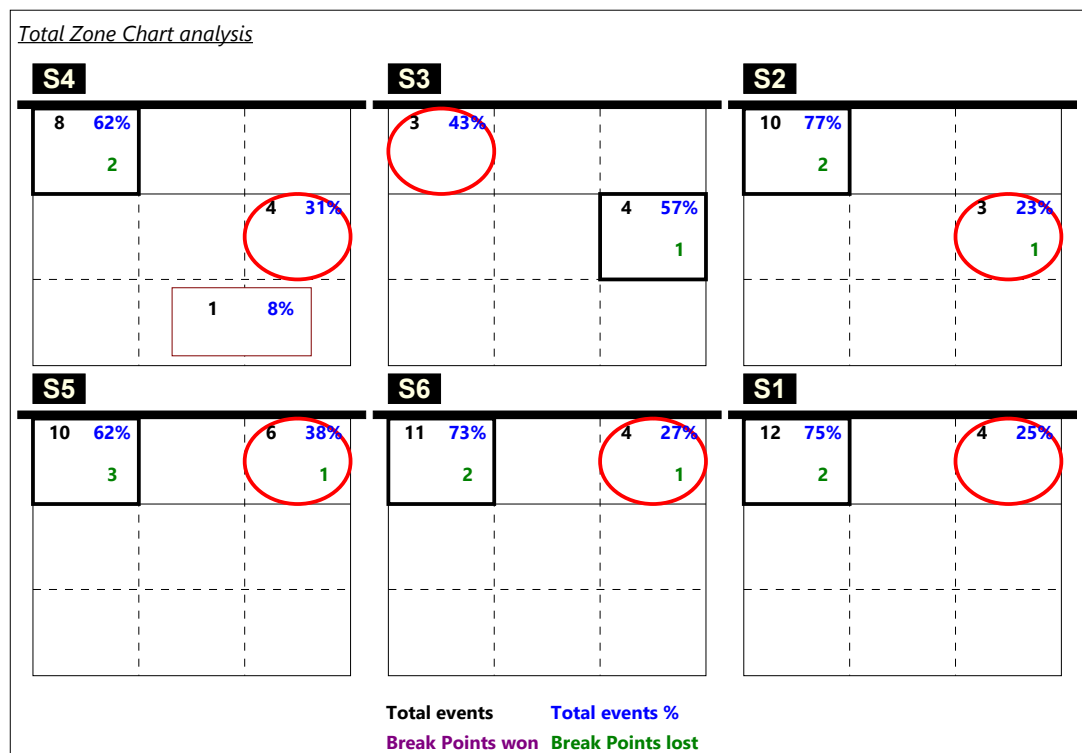 Total Zone Chart analysis
S4 S3 S2
8 62% 3 43% 10 77%
2 2
4 31% 4 57% 3 23%
1 1
1 8%
S5 S6 S1
10 62% 6 38% 11 73% 4 27% 12 75% 4 25%
3 1 2 1 2
Total events Total events %
Break Points won Break Points lost